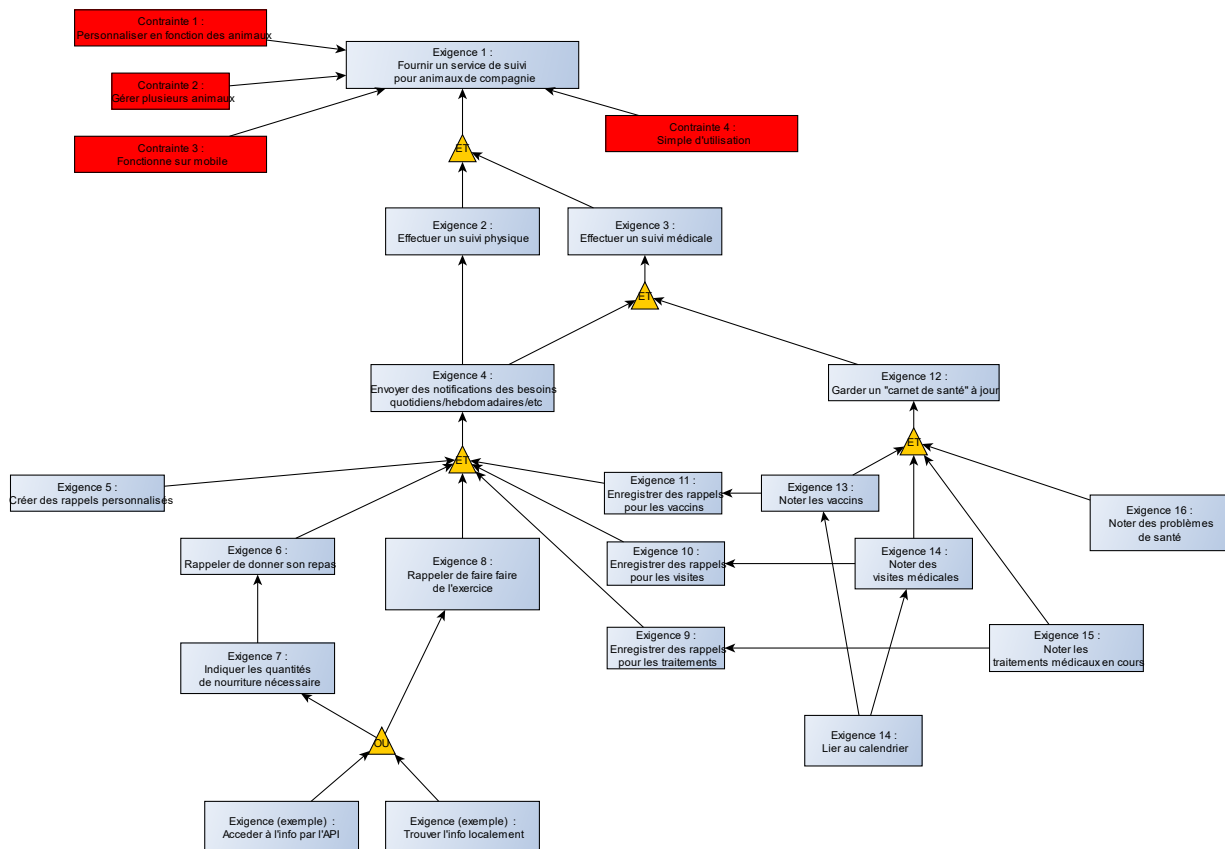 Contrainte 1 :
Personnaliser en fonction des animaux
Exigence 1 :
Fournir un service de suivi
pour animaux de compagnie
Contrainte 2 :
Gérer plusieurs animaux
Contrainte 3 :
Fonctionne sur mobile
Contrainte 4 :
Simple d'utilisation
ET
Exigence 2 :
Effectuer un suivi physique
Exigence 3 :
Effectuer un suivi médicale
ET
Exigence 4 :
Envoyer des notifications des besoins
quotidiens/hebdomadaires/etc
Exigence 12 :
Garder un "carnet de santé" à jour
ET
ET
Exigence 5 :
Créer des rappels personnalisés
Exigence 11 :
Enregistrer des rappels
pour les vaccins
Exigence 13 :
Noter les vaccins
Exigence 16 :
Noter des problèmes
de santé
Exigence 6 :
Rappeler de donner son repas
Exigence 8 :
Rappeler de faire faire
de l'exercice
Exigence 10 :
Enregistrer des rappels
pour les visites
Exigence 14 :
Noter des
visites médicales
Exigence 7 :
Indiquer les quantités
de nourriture nécessaire
Exigence 9 :
Enregistrer des rappels
pour les traitements
Exigence 15 :
Noter les
traitements médicaux en cours
OU
Exigence 14 :
Lier au calendrier
Exigence (exemple) :
Acceder à l'info par l'API
Exigence (exemple) :
Trouver l'info localement